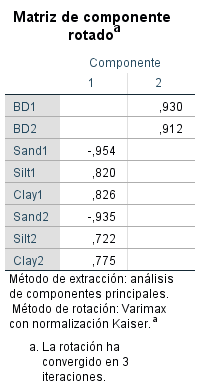 Matriz de componente
rotadoa
Componente
1 2
BD1 ,930
BD2 ,912
Sand1 -,954
Silt1 ,820
Clay1 ,826
Sand2 -,935
Silt2 ,722
Clay2 ,775
Método de extracción: análisis
de componentes principales.
Método de rotación: Varimax
con normalización Kaiser.a
a. La rotación ha
convergido en 3
iteraciones.